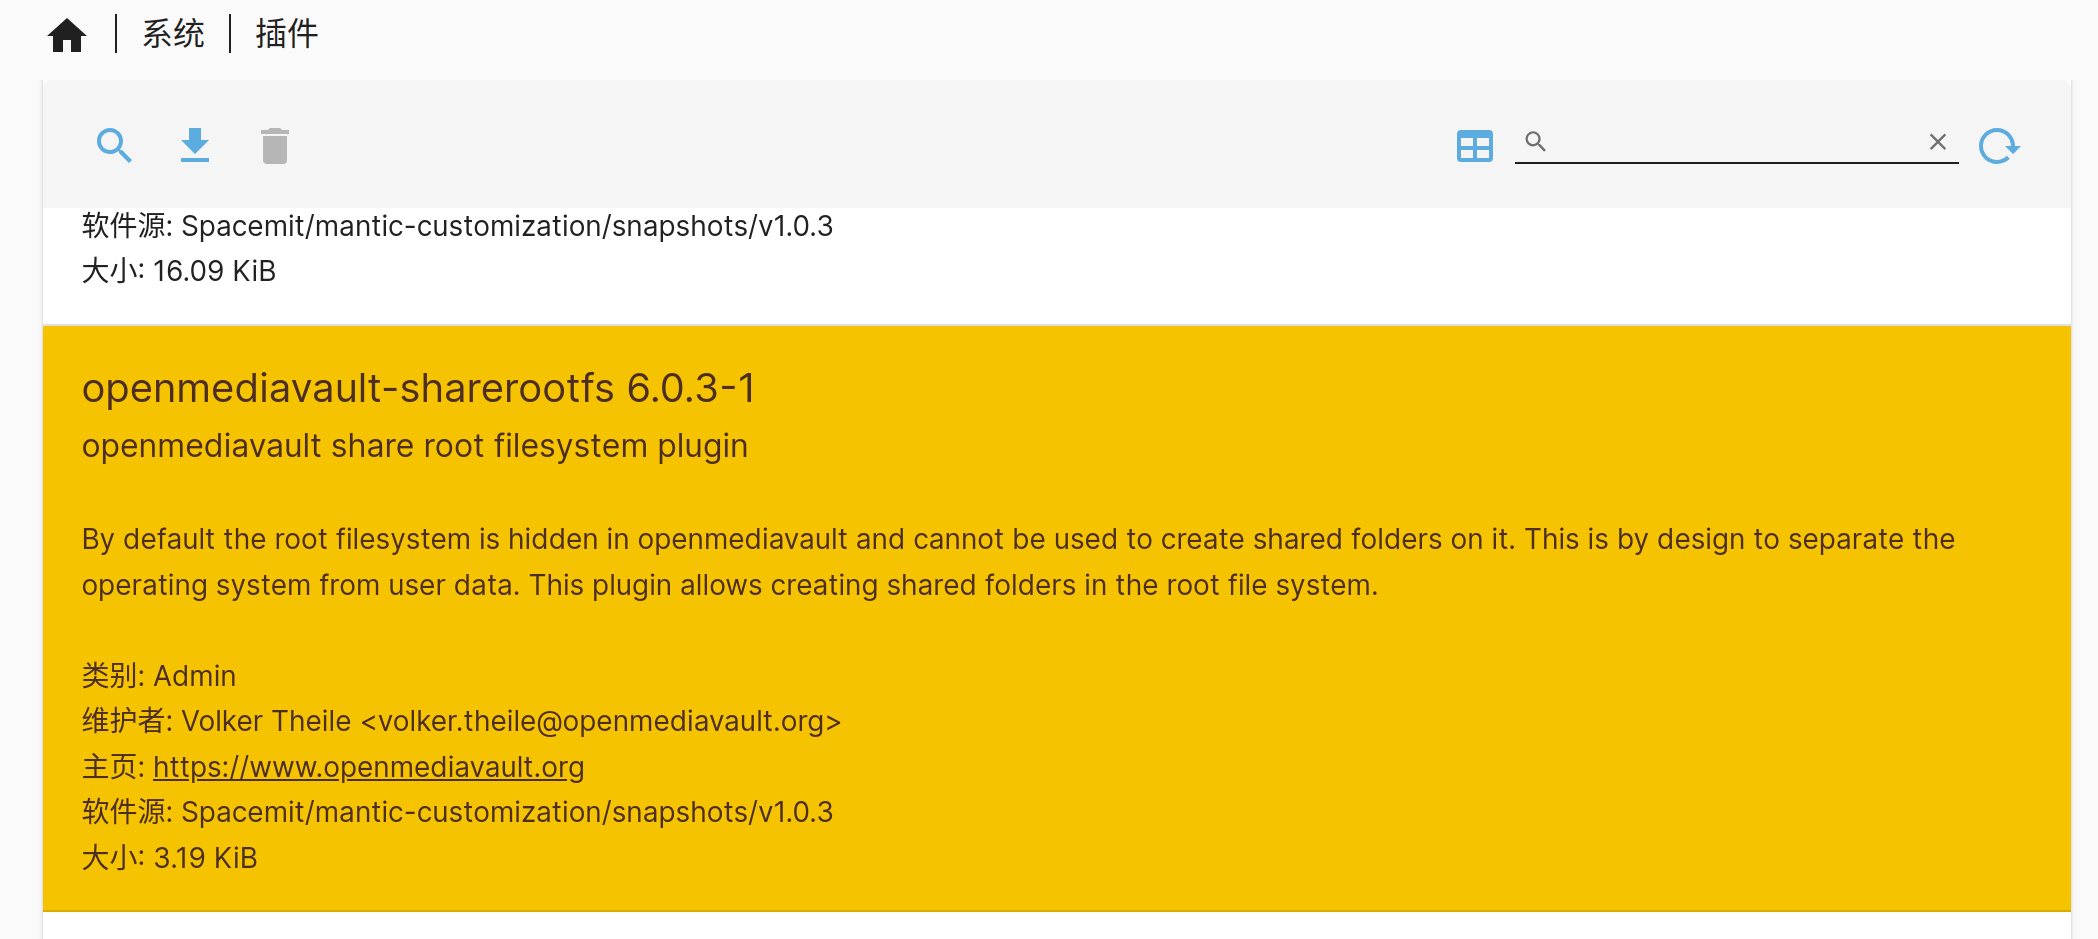 系统
插件
软件源: Spacemit/mantic-customization/snapshots/v1.0.3
大小: 16.09 KiB
openmediavault-sharerootfs 6.0.3-1
openmediavault share root filesystem plugin
By default the root filesystem is hidden in openmediavault and cannot be used to create shared folders on it. This is by design to separate the
operating system from user data. This plugin allows creating shared folders in the root file system.
类别: Admin
维护者: Volker Theile <volker.theile@openmediavault.org>
主页: https://www.openmediavault.org
软件源: Spacemit/mantic-customization/snapshots/v1.0.3
大小: 3.19 KiB